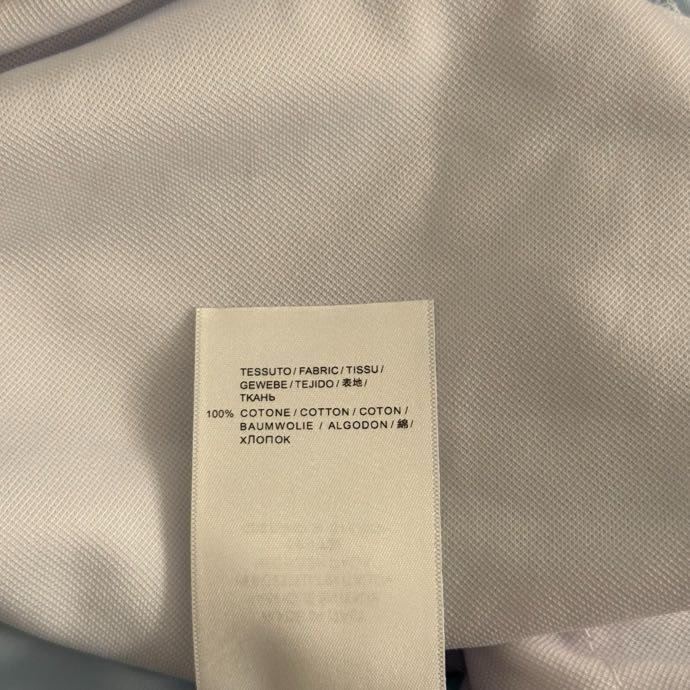 TESSUTO/FABRIC/TISSU/
GEWEBE/TEJIDO/表地/
ТКАНЬ
100% COTONE/COTTON/COTON/
BAUMWOLIE / ALGODON/綿/
ХЛОПОК